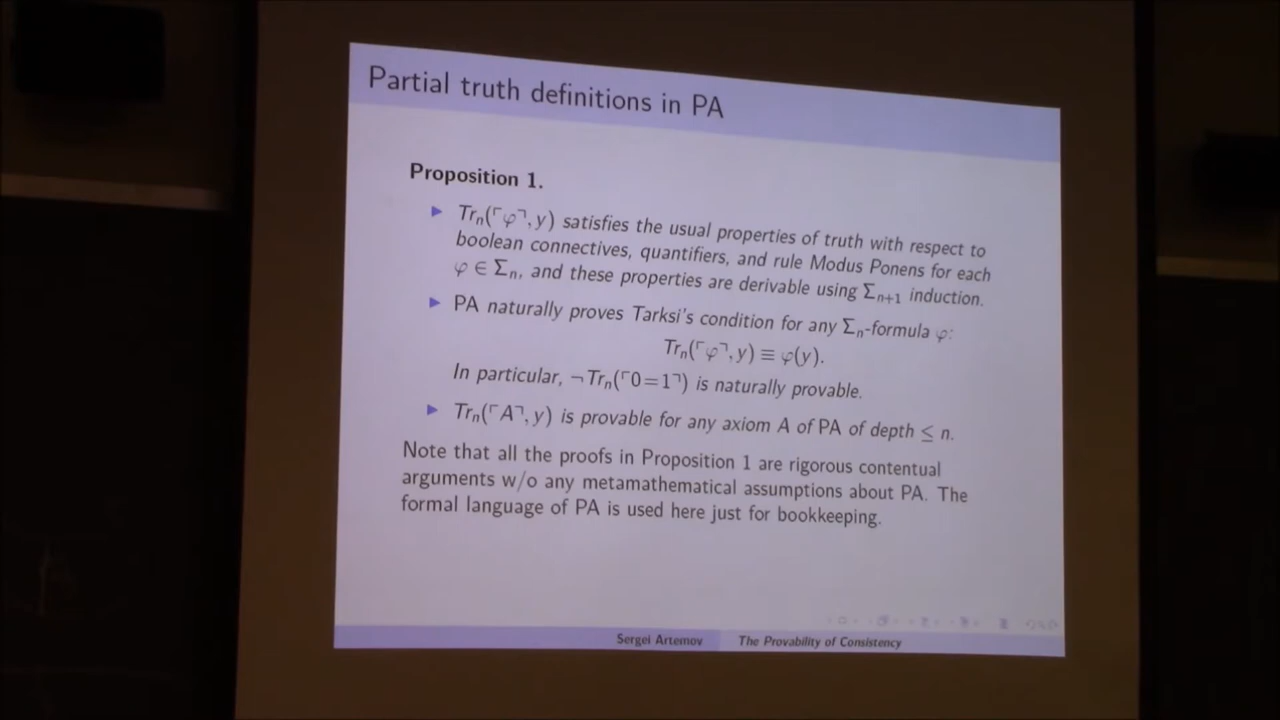 Partial truth definitions in PA
Proposition 1.
▶ Trₙ(⌜φ⌝, y) satisfies the usual properties of truth with respect to
boolean connectives, quantifiers, and rule Modus Ponens for each
φ ∈ Σₙ, and these properties are derivable using Σₙ₊₁ induction.
▶ PA naturally proves Tarksi's condition for any Σₙ-formula φ:
Trₙ(⌜φ⌝, y) ≡ φ(y).
In particular, ¬Trₙ(⌜0=1⌝) is naturally provable.
▶ Trₙ(⌜A⌝, y) is provable for any axiom A of PA of depth ≤ n.
Note that all the proofs in Proposition 1 are rigorous contentual
arguments w/o any metamathematical assumptions about PA. The
formal language of PA is used here just for bookkeeping.
Sergei Artemov The Provability of Consistency